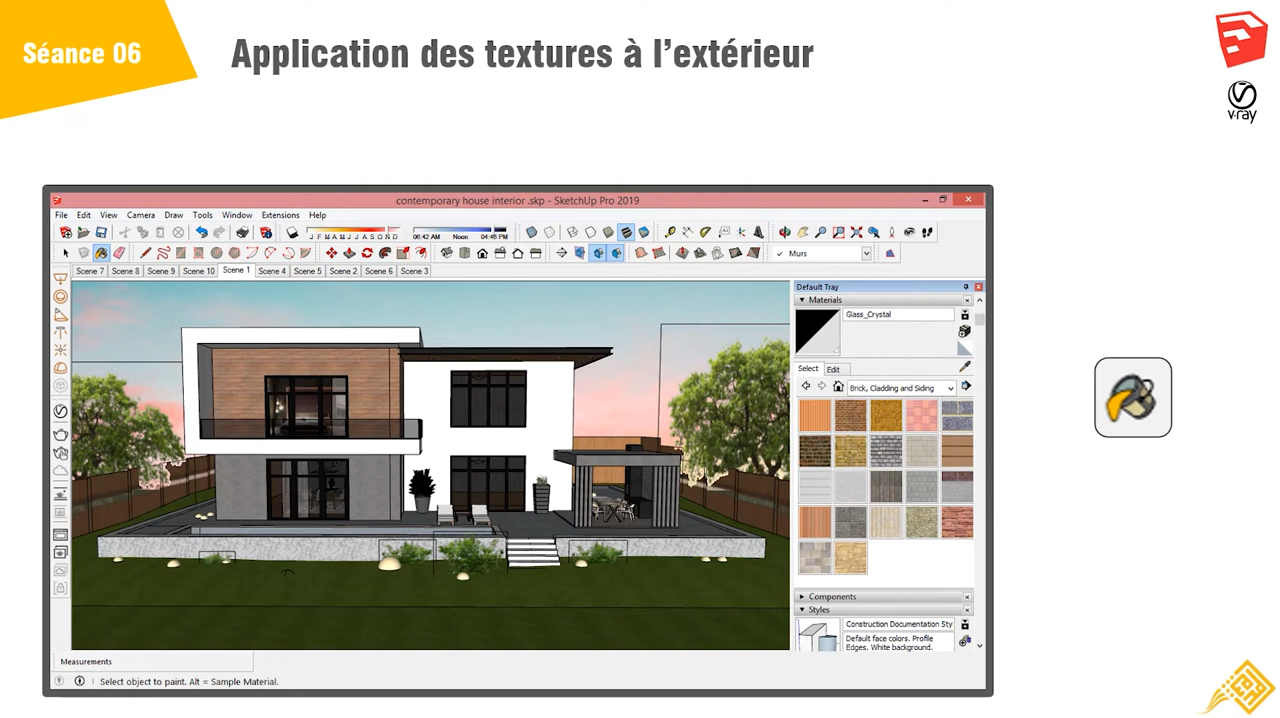 Séance 06
Application des textures à l'extérieur
v·ray
contemporary house interior .skp - SketchUp Pro 2019
File Edit View Camera Draw Tools Window Extensions Help
J F M A M J J A S O N D
06:42 AM Noon 04:46 PM
Murs
Scene 7 Scene 8 Scene 9 Scene 10 Scene 1 Scene 4 Scene 5 Scene 2 Scene 6 Scene 3
Default Tray
Materials
Glass_Crystal
Select Edit
Brick, Cladding and Siding
Components
Styles
Construction Documentation Sty
Default face colors. Profile
Edges. White background.
Measurements
Select object to paint. Alt = Sample Material.